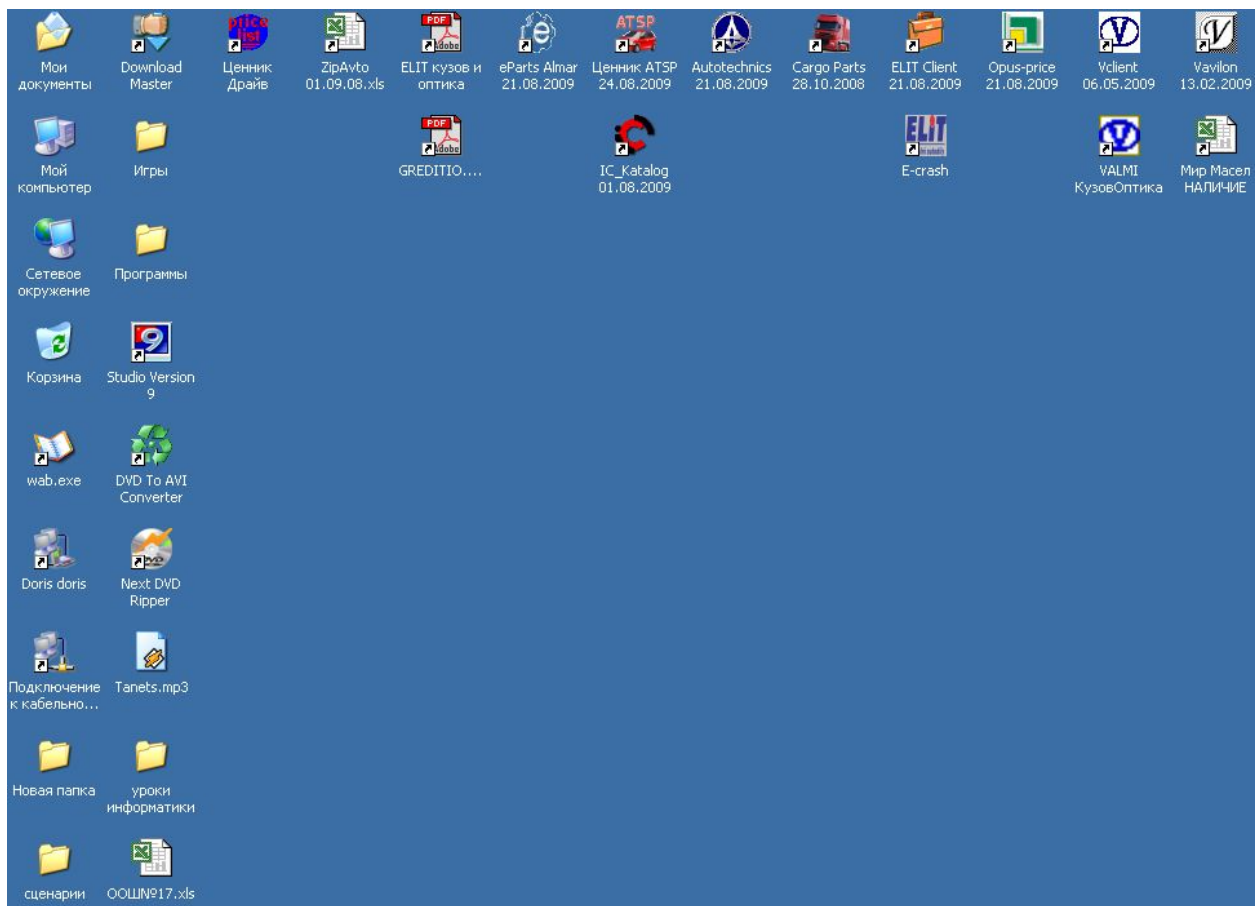 Мои документы
Download Master
Ценник Драйв
ZipAvto 01.09.08.xls
ELIT кузов и оптика
eParts Almar 21.08.2009
Ценник ATSP 24.08.2009
Autotechnics 21.08.2009
Cargo Parts 28.10.2008
ELIT Client 21.08.2009
Opus-price 21.08.2009
Vclient 06.05.2009
Vavilon 13.02.2009
Мой компьютер
Игры
GREDITIO....
IC_Katalog 01.08.2009
E-crash
VALMI КузовОптика
Мир Масел НАЛИЧИЕ
Сетевое окружение
Программы
Корзина
Studio Version 9
wab.exe
DVD To AVI Converter
Doris doris
Next DVD Ripper
Подключение к кабельно...
Tanets.mp3
Новая папка
уроки информатики
сценарии
ООШ№17.xls